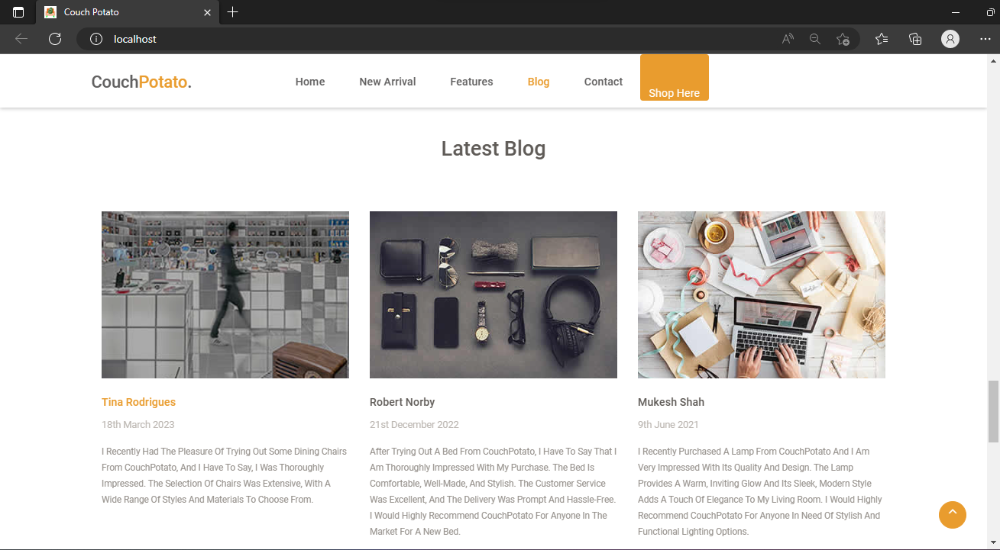 Couch Potato
localhost
CouchPotato.
Home New Arrival Features Blog Contact Shop Here
Latest Blog
Tina Rodrigues
18th March 2023
I Recently Had The Pleasure Of Trying Out Some Dining Chairs
From CouchPotato, And I Have To Say, I Was Thoroughly
Impressed. The Selection Of Chairs Was Extensive, With A
Wide Range Of Styles And Materials To Choose From.
Robert Norby
21st December 2022
After Trying Out A Bed From CouchPotato, I Have To Say That I
Am Thoroughly Impressed With My Purchase. The Bed Is
Comfortable, Well-Made, And Stylish. The Customer Service
Was Excellent, And The Delivery Was Prompt And Hassle-Free.
I Would Highly Recommend CouchPotato For Anyone In The
Market For A New Bed.
Mukesh Shah
9th June 2021
I Recently Purchased A Lamp From CouchPotato And I Am
Very Impressed With Its Quality And Design. The Lamp
Provides A Warm, Inviting Glow And Its Sleek, Modern Style
Adds A Touch Of Elegance To My Living Room. I Would Highly
Recommend CouchPotato For Anyone In Need Of Stylish And
Functional Lighting Options.